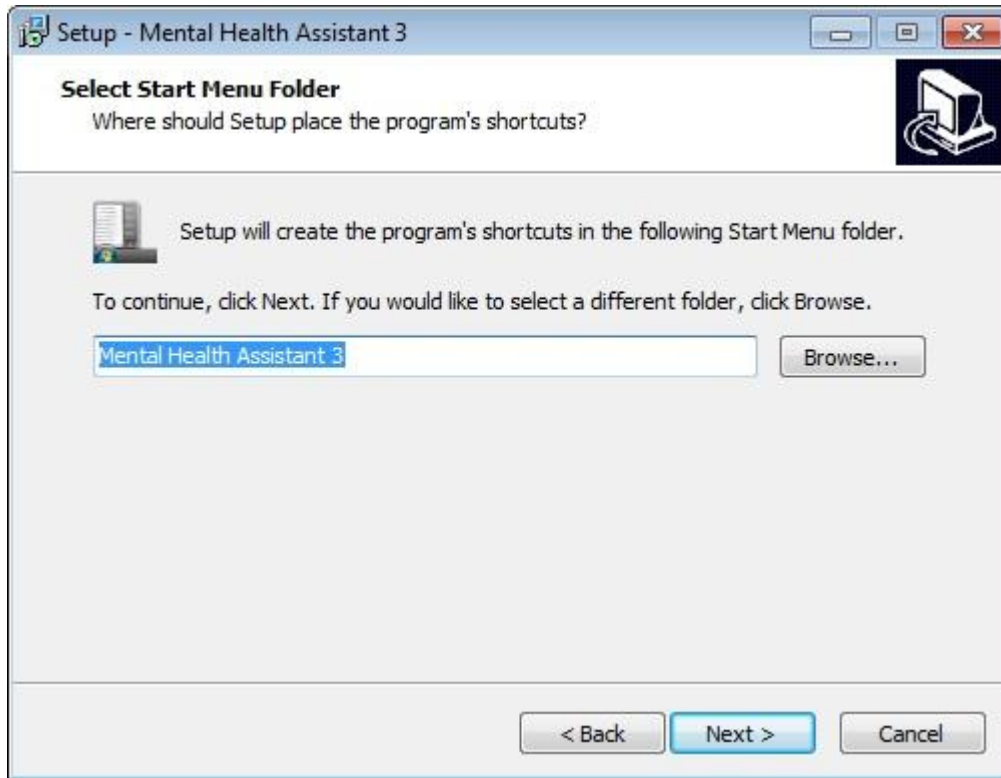 Setup - Mental Health Assistant 3
Select Start Menu Folder
Where should Setup place the program's shortcuts?
Setup will create the program's shortcuts in the following Start Menu folder.
To continue, click Next. If you would like to select a different folder, click Browse.
Mental Health Assistant 3
Browse...
< Back
Next >
Cancel